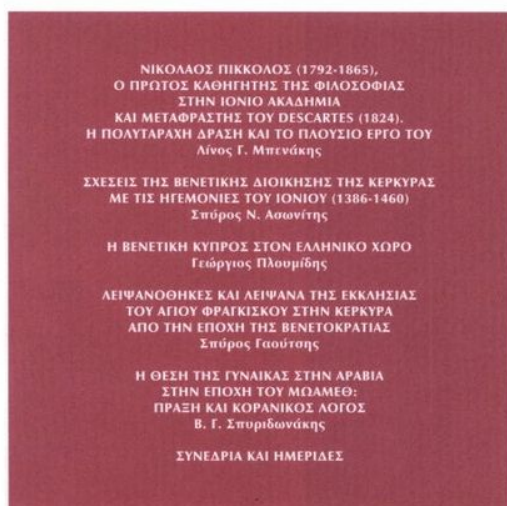 ΝΙΚΟΛΑΟΣ ΠΙΚΚΟΛΟΣ (1792-1865),
Ο ΠΡΩΤΟΣ ΚΑΘΗΓΗΤΗΣ ΤΗΣ ΦΙΛΟΣΟΦΙΑΣ
ΣΤΗΝ ΙΟΝΙΟ ΑΚΑΔΗΜΙΑ
ΚΑΙ ΜΕΤΑΦΡΑΣΤΗΣ ΤΟΥ DESCARTES (1824).
Η ΠΟΛΥΤΑΡΑΧΗ ΔΡΑΣΗ ΚΑΙ ΤΟ ΠΛΟΥΣΙΟ ΕΡΓΟ ΤΟΥ
Λίνος Γ. Μπενάκης
ΣΧΕΣΕΙΣ ΤΗΣ ΒΕΝΕΤΙΚΗΣ ΔΙΟΙΚΗΣΗΣ ΤΗΣ ΚΕΡΚΥΡΑΣ
ΜΕ ΤΙΣ ΗΓΕΜΟΝΙΕΣ ΤΟΥ ΙΟΝΙΟΥ (1386-1460)
Σπύρος Ν. Ασωνίτης
Η ΒΕΝΕΤΙΚΗ ΚΥΠΡΟΣ ΣΤΟΝ ΕΛΛΗΝΙΚΟ ΧΩΡΟ
Γεώργιος Πλουμίδης
ΛΕΙΨΑΝΟΘΗΚΕΣ ΚΑΙ ΛΕΙΨΑΝΑ ΤΗΣ ΕΚΚΛΗΣΙΑΣ
ΤΟΥ ΑΓΙΟΥ ΦΡΑΓΚΙΣΚΟΥ ΣΤΗΝ ΚΕΡΚΥΡΑ
ΑΠΟ ΤΗΝ ΕΠΟΧΗ ΤΗΣ ΒΕΝΕΤΟΚΡΑΤΙΑΣ
Σπύρος Γαούτσης
Η ΘΕΣΗ ΤΗΣ ΓΥΝΑΙΚΑΣ ΣΤΗΝ ΑΡΑΒΙΑ
ΣΤΗΝ ΕΠΟΧΗ ΤΟΥ ΜΩΑΜΕΘ:
ΠΡΑΞΗ ΚΑΙ ΚΟΡΑΝΙΚΟΣ ΛΟΓΟΣ
Β. Γ. Σπυριδωνάκης
ΣΥΝΕΔΡΙΑ ΚΑΙ ΗΜΕΡΙΔΕΣ